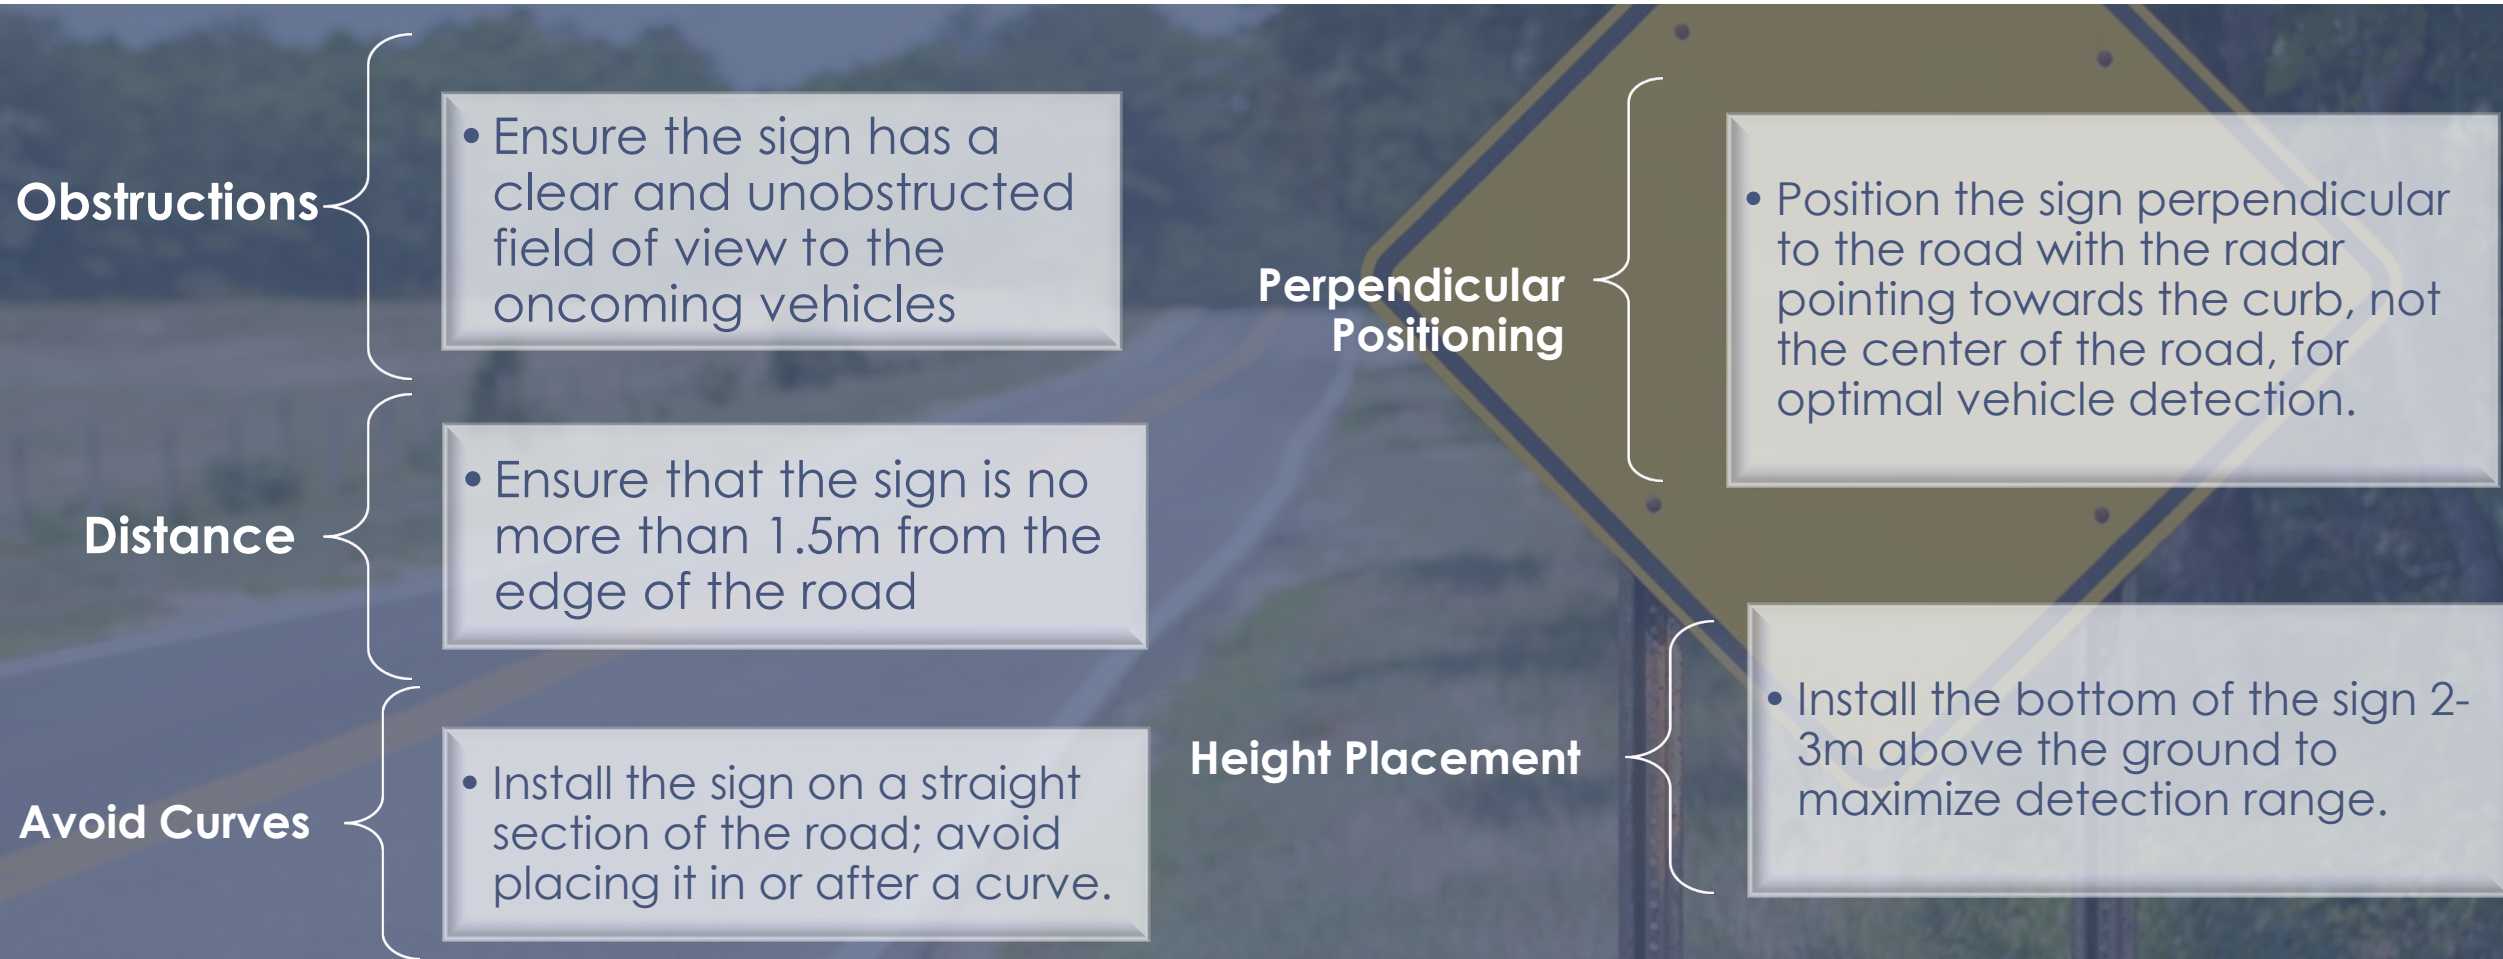 Obstructions
• Ensure the sign has a
clear and unobstructed
field of view to the
oncoming vehicles
Distance
• Ensure that the sign is no
more than 1.5m from the
edge of the road
Avoid Curves
• Install the sign on a straight
section of the road; avoid
placing it in or after a curve.
Perpendicular
Positioning
• Position the sign perpendicular
to the road with the radar
pointing towards the curb, not
the center of the road, for
optimal vehicle detection.
Height Placement
• Install the bottom of the sign 2-
3m above the ground to
maximize detection range.